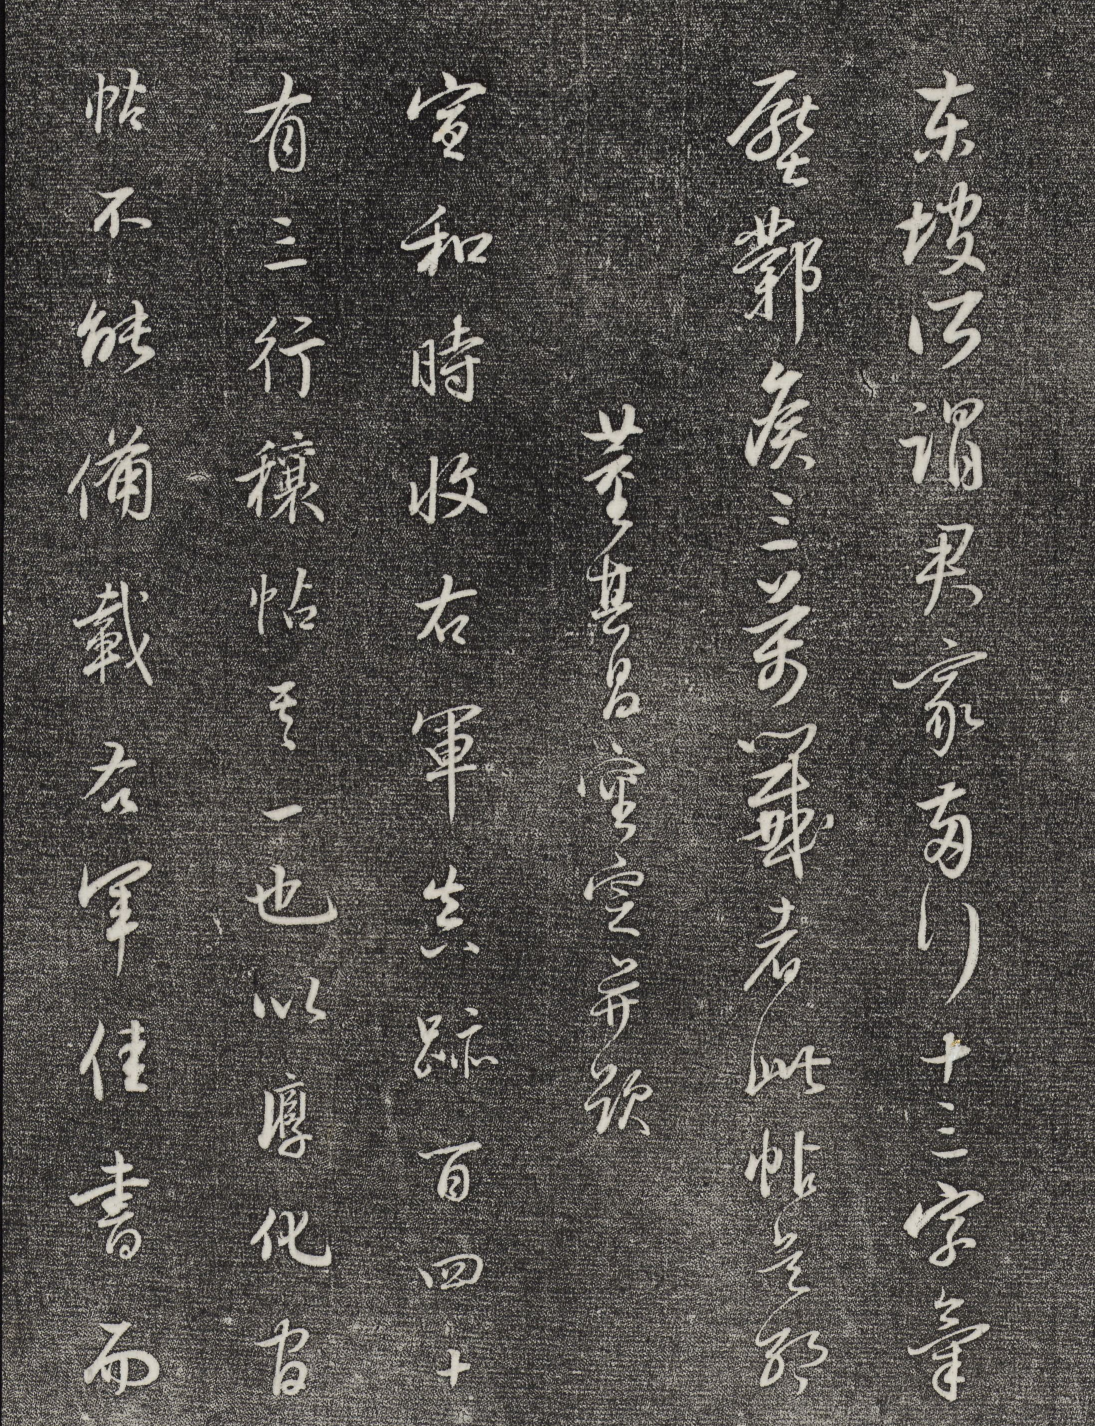 東坡所謂君家兩行十三字氣
壓鄴侯三萬籤者此帖是耶
董其昌審定并題
宣和時收右軍真跡百四十
有三行穰帖其一也以淳化官
帖不能備載右軍佳書而